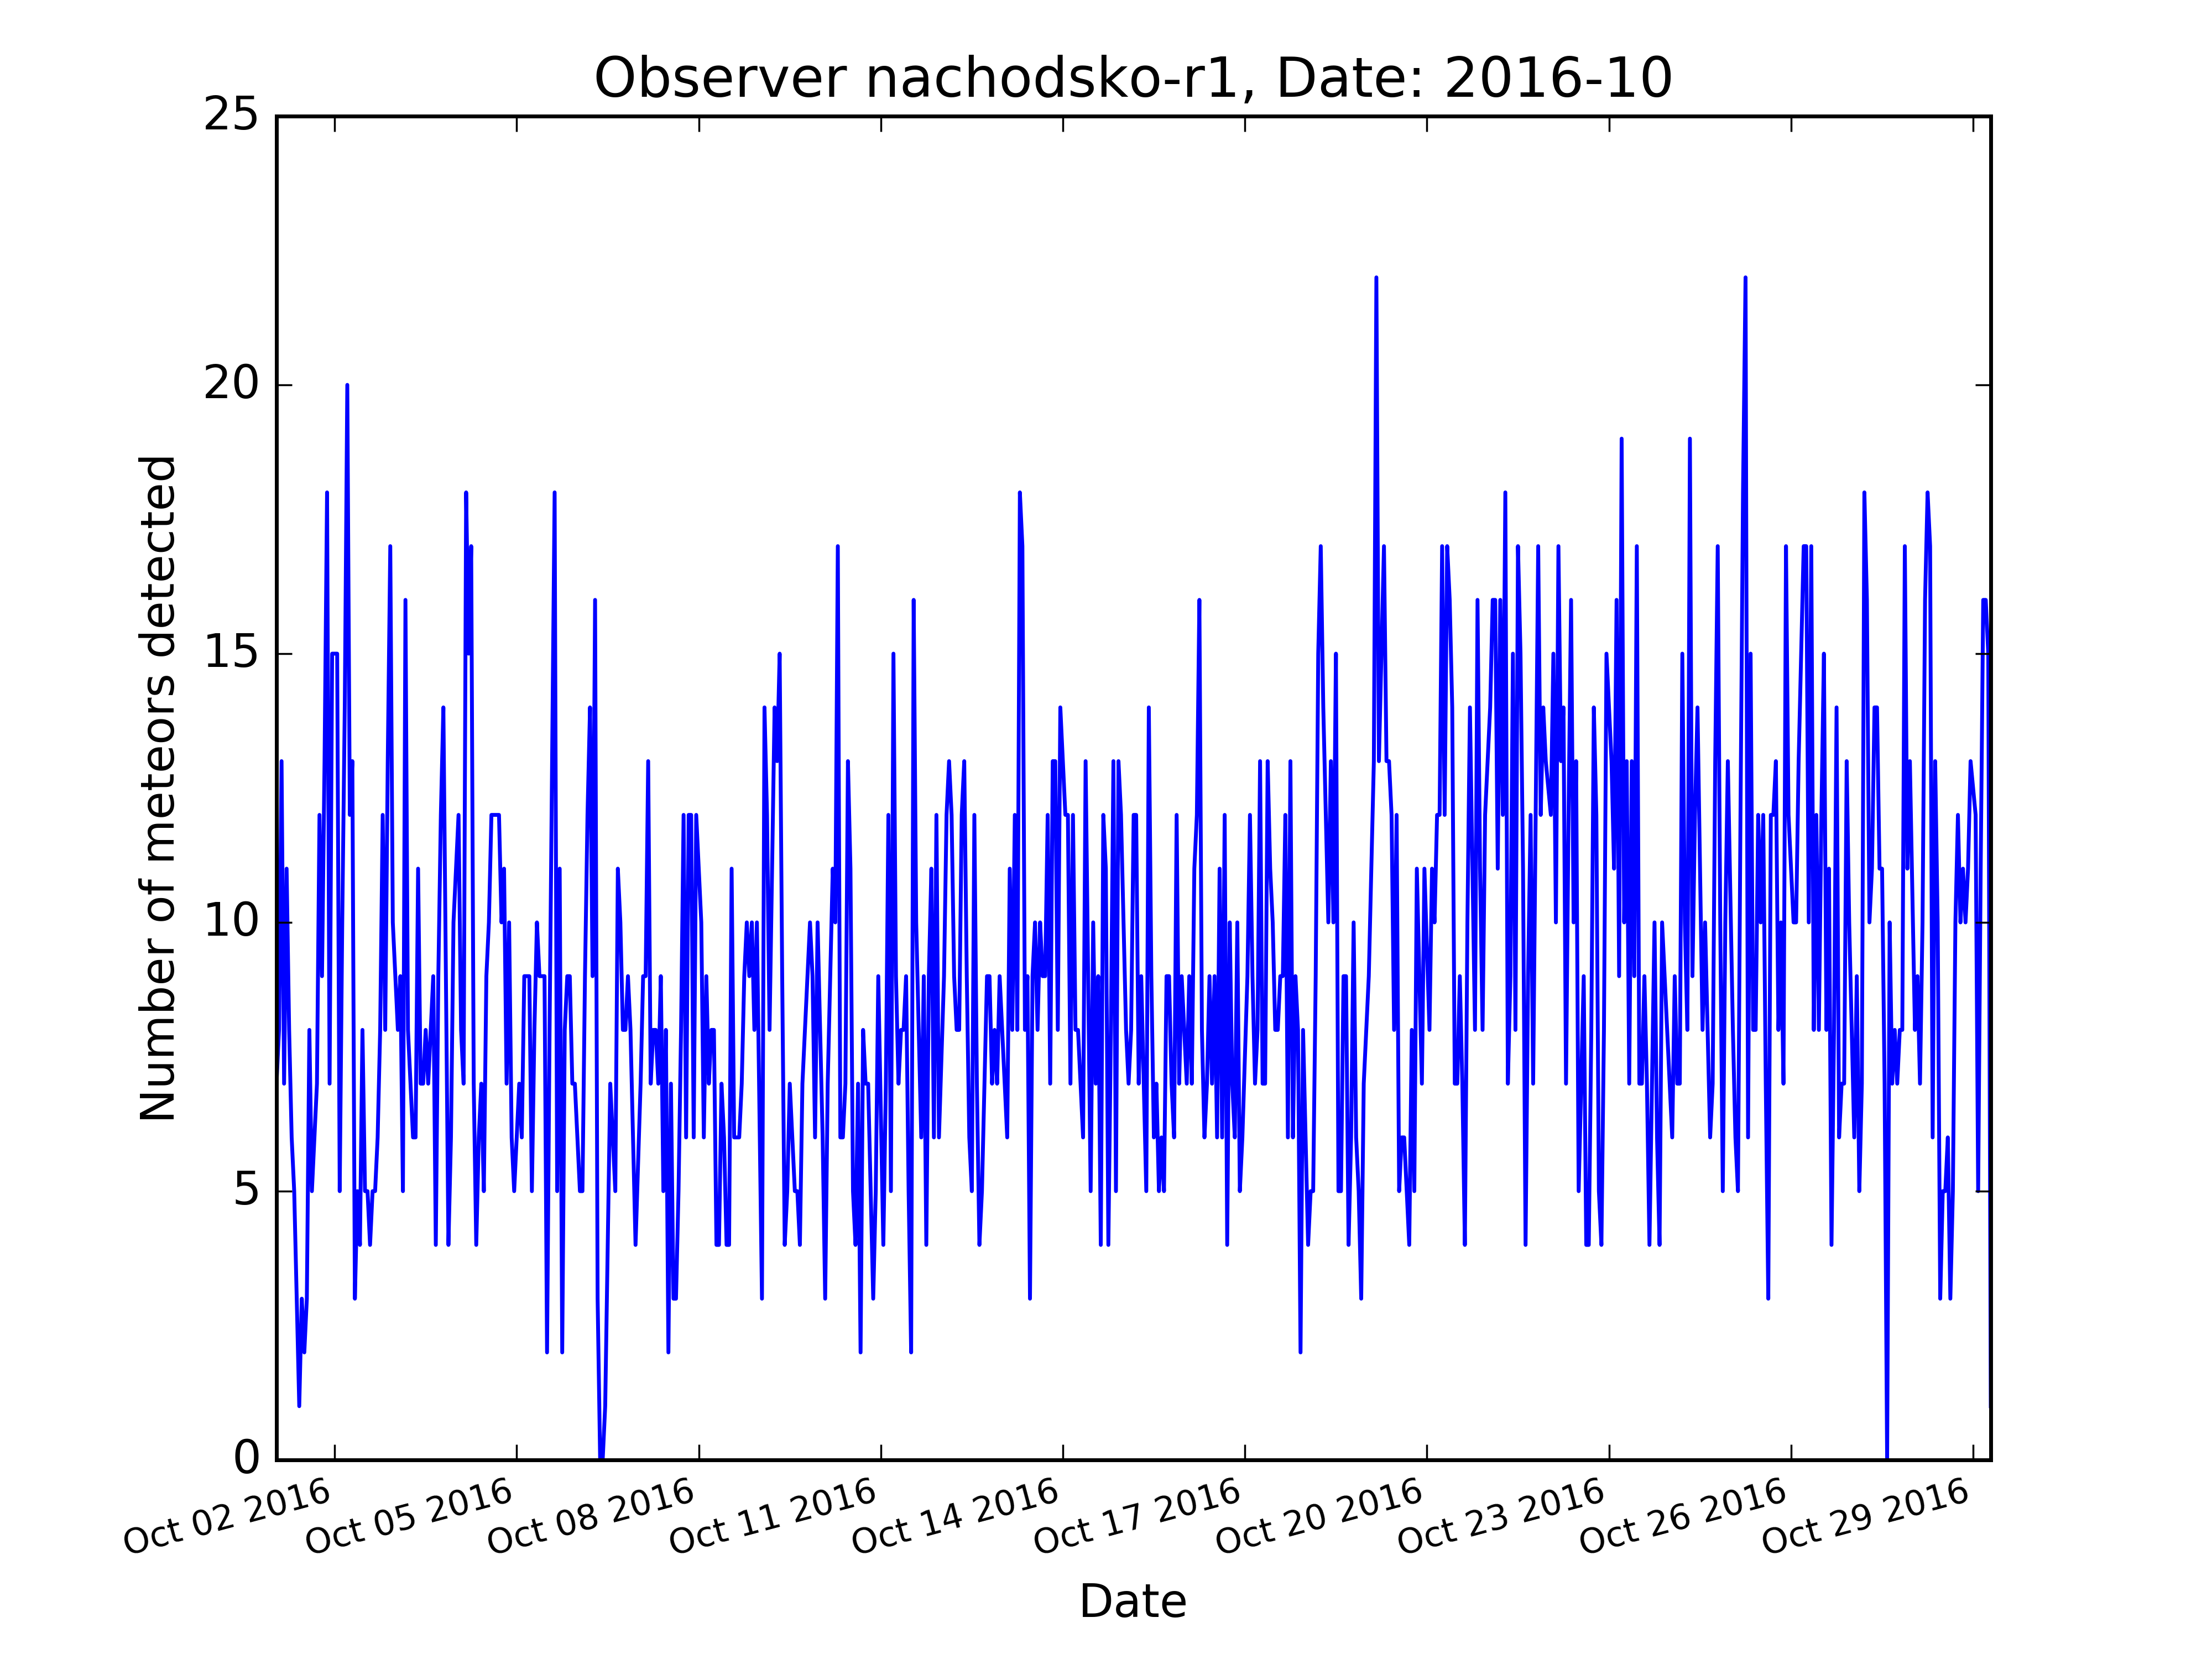 Observer nachodsko-r1, Date: 2016-10
25
20
15
10
5
0
Number of meteors detected
Oct 02 2016
Oct 05 2016
Oct 08 2016
Oct 11 2016
Oct 14 2016
Oct 17 2016
Oct 20 2016
Oct 23 2016
Oct 26 2016
Oct 29 2016
Date